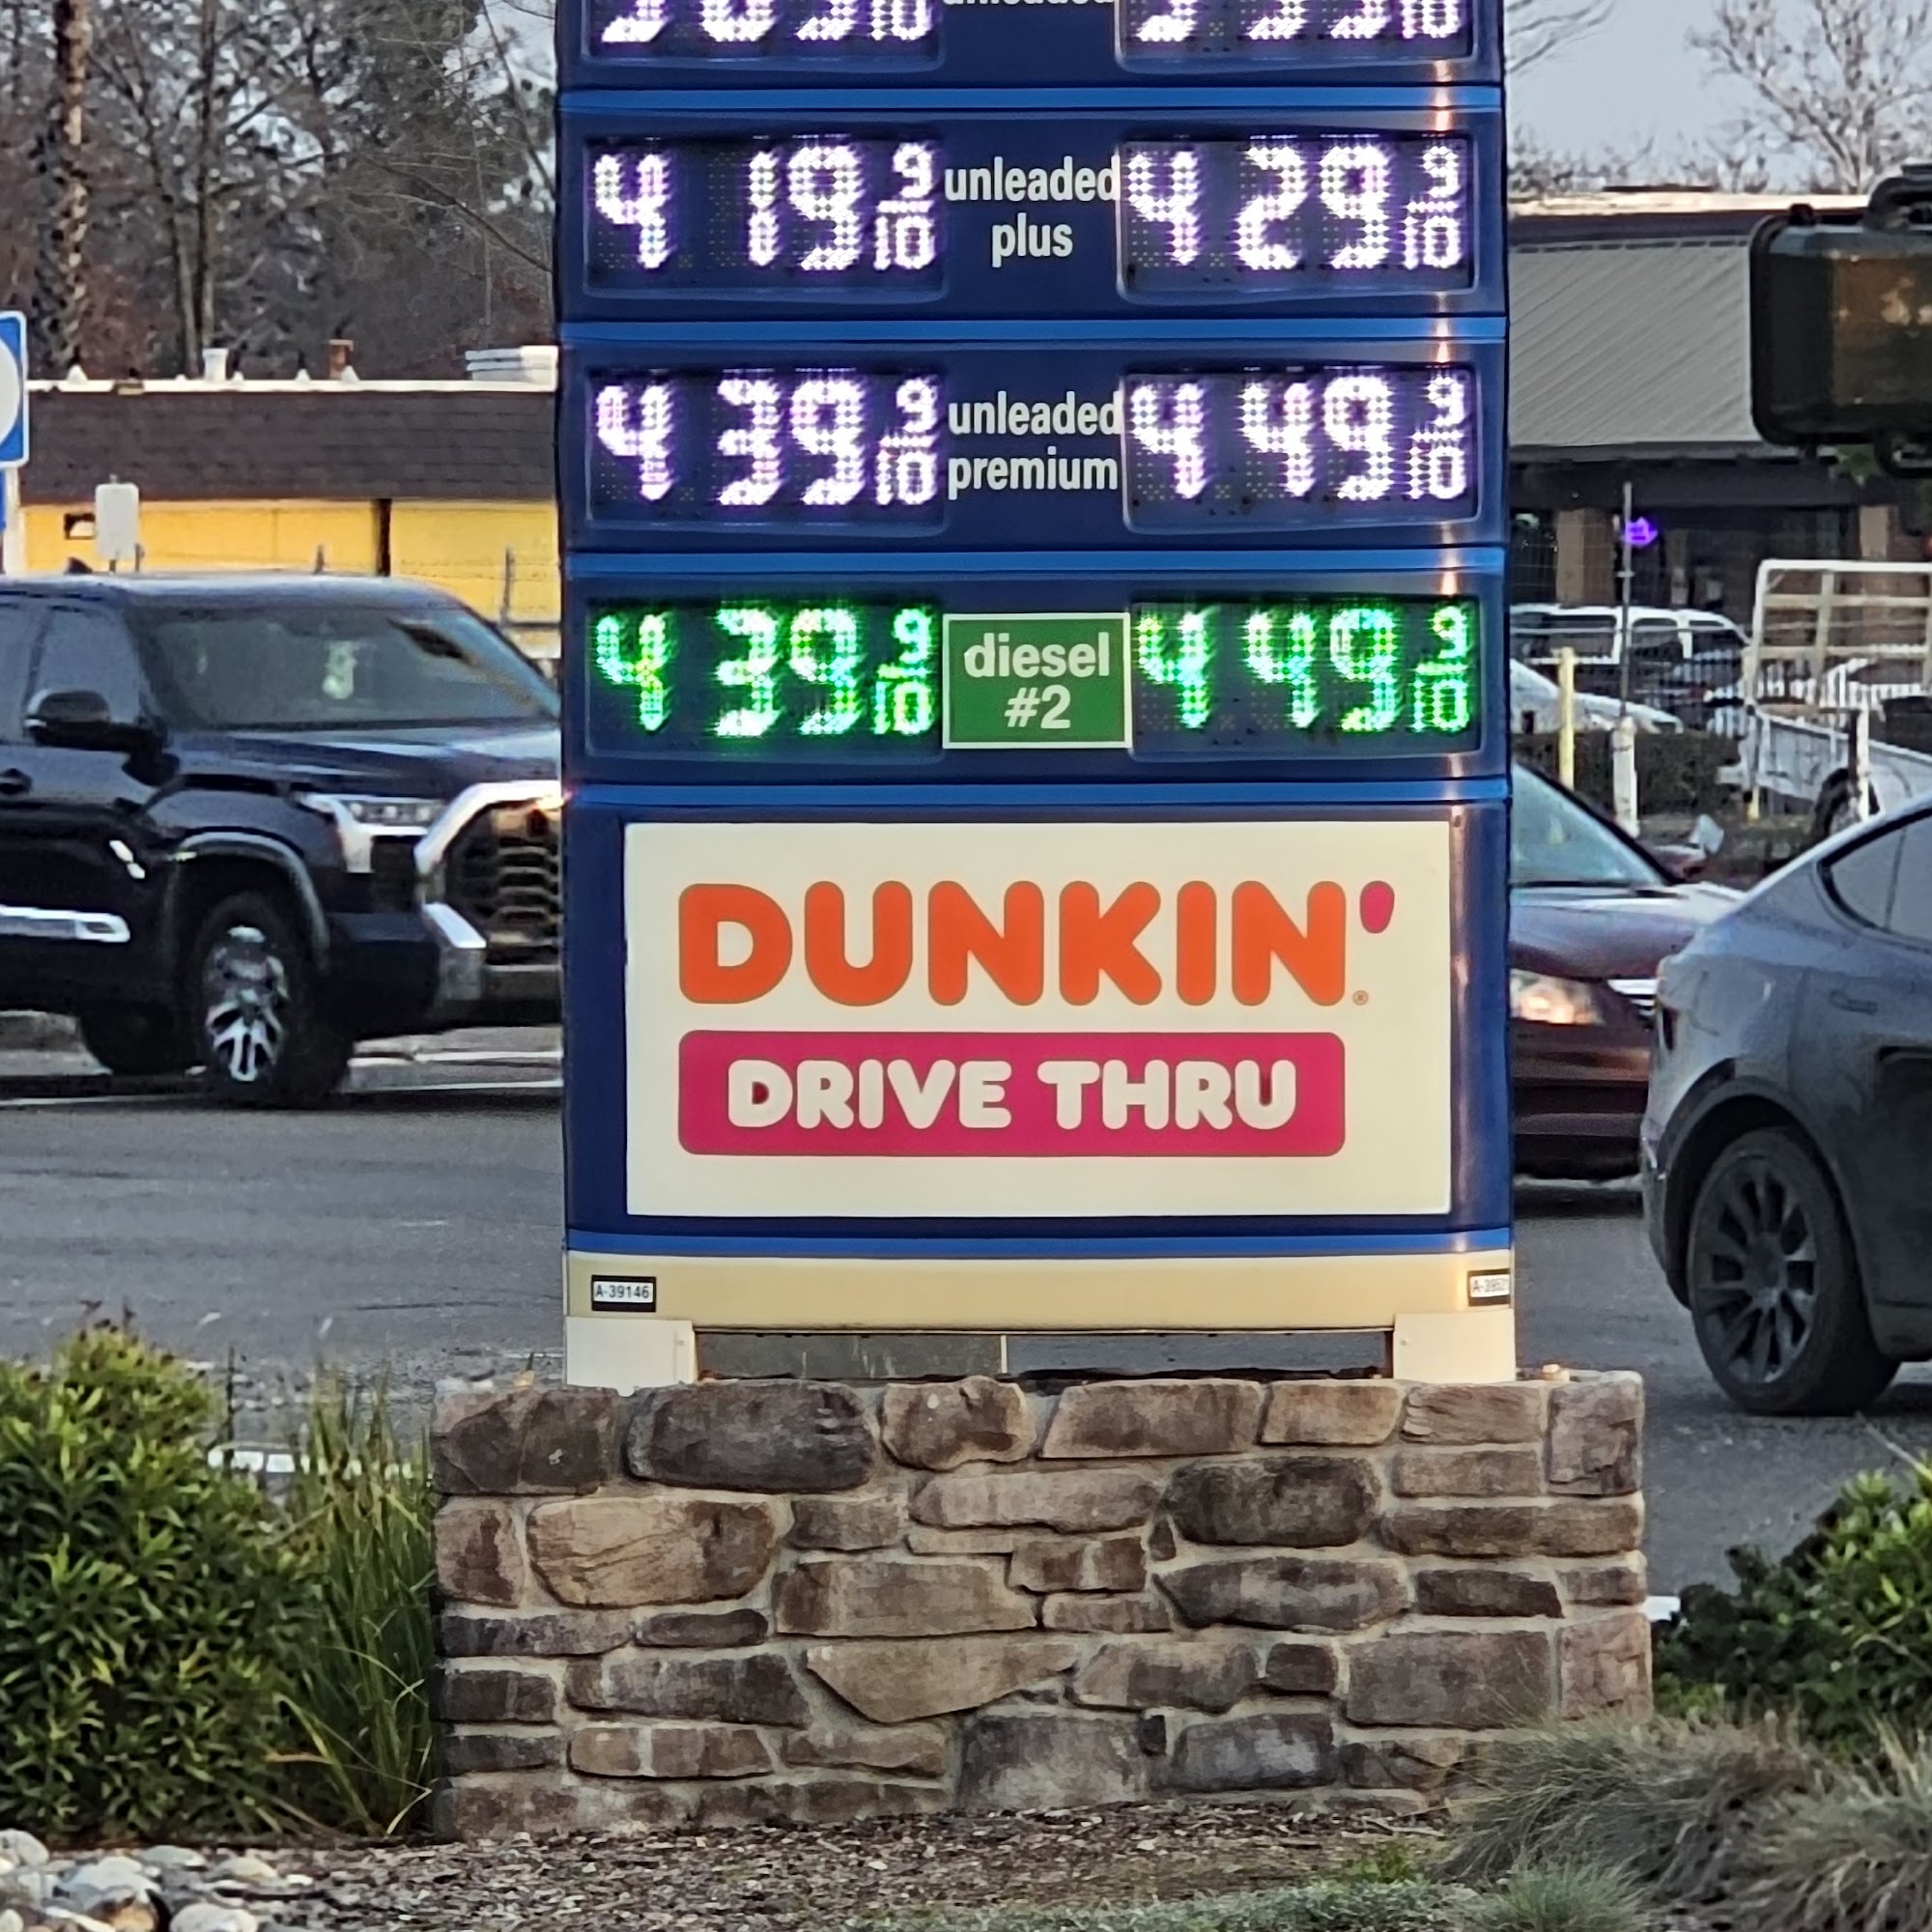 unleaded
4 19 9/10 unleaded plus 4 29 9/10
4 39 9/10 unleaded premium 4 49 9/10
4 39 9/10 diesel #2 4 49 9/10
DUNKIN'
DRIVE THRU
A-39146